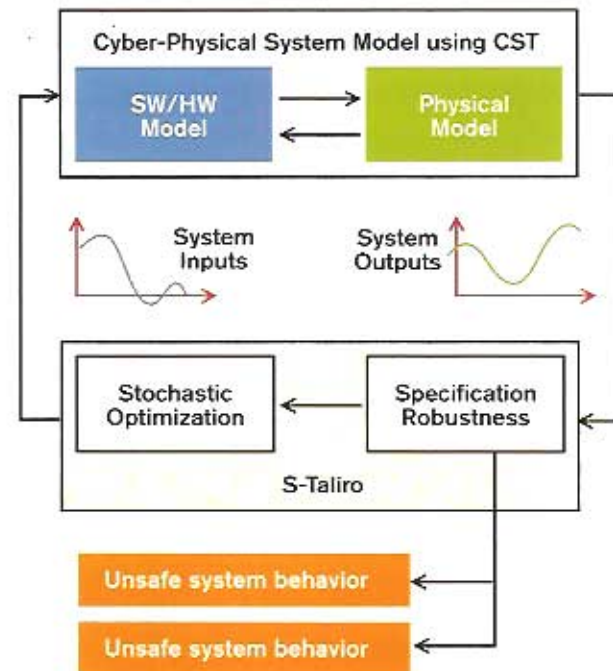 Cyber-Physical System Model using CST
SW/HW
Model
Physical
Model
System
Inputs
System
Outputs
Stochastic
Optimization
Specification
Robustness
S-Taliro
Unsafe system behavior
Unsafe system behavior